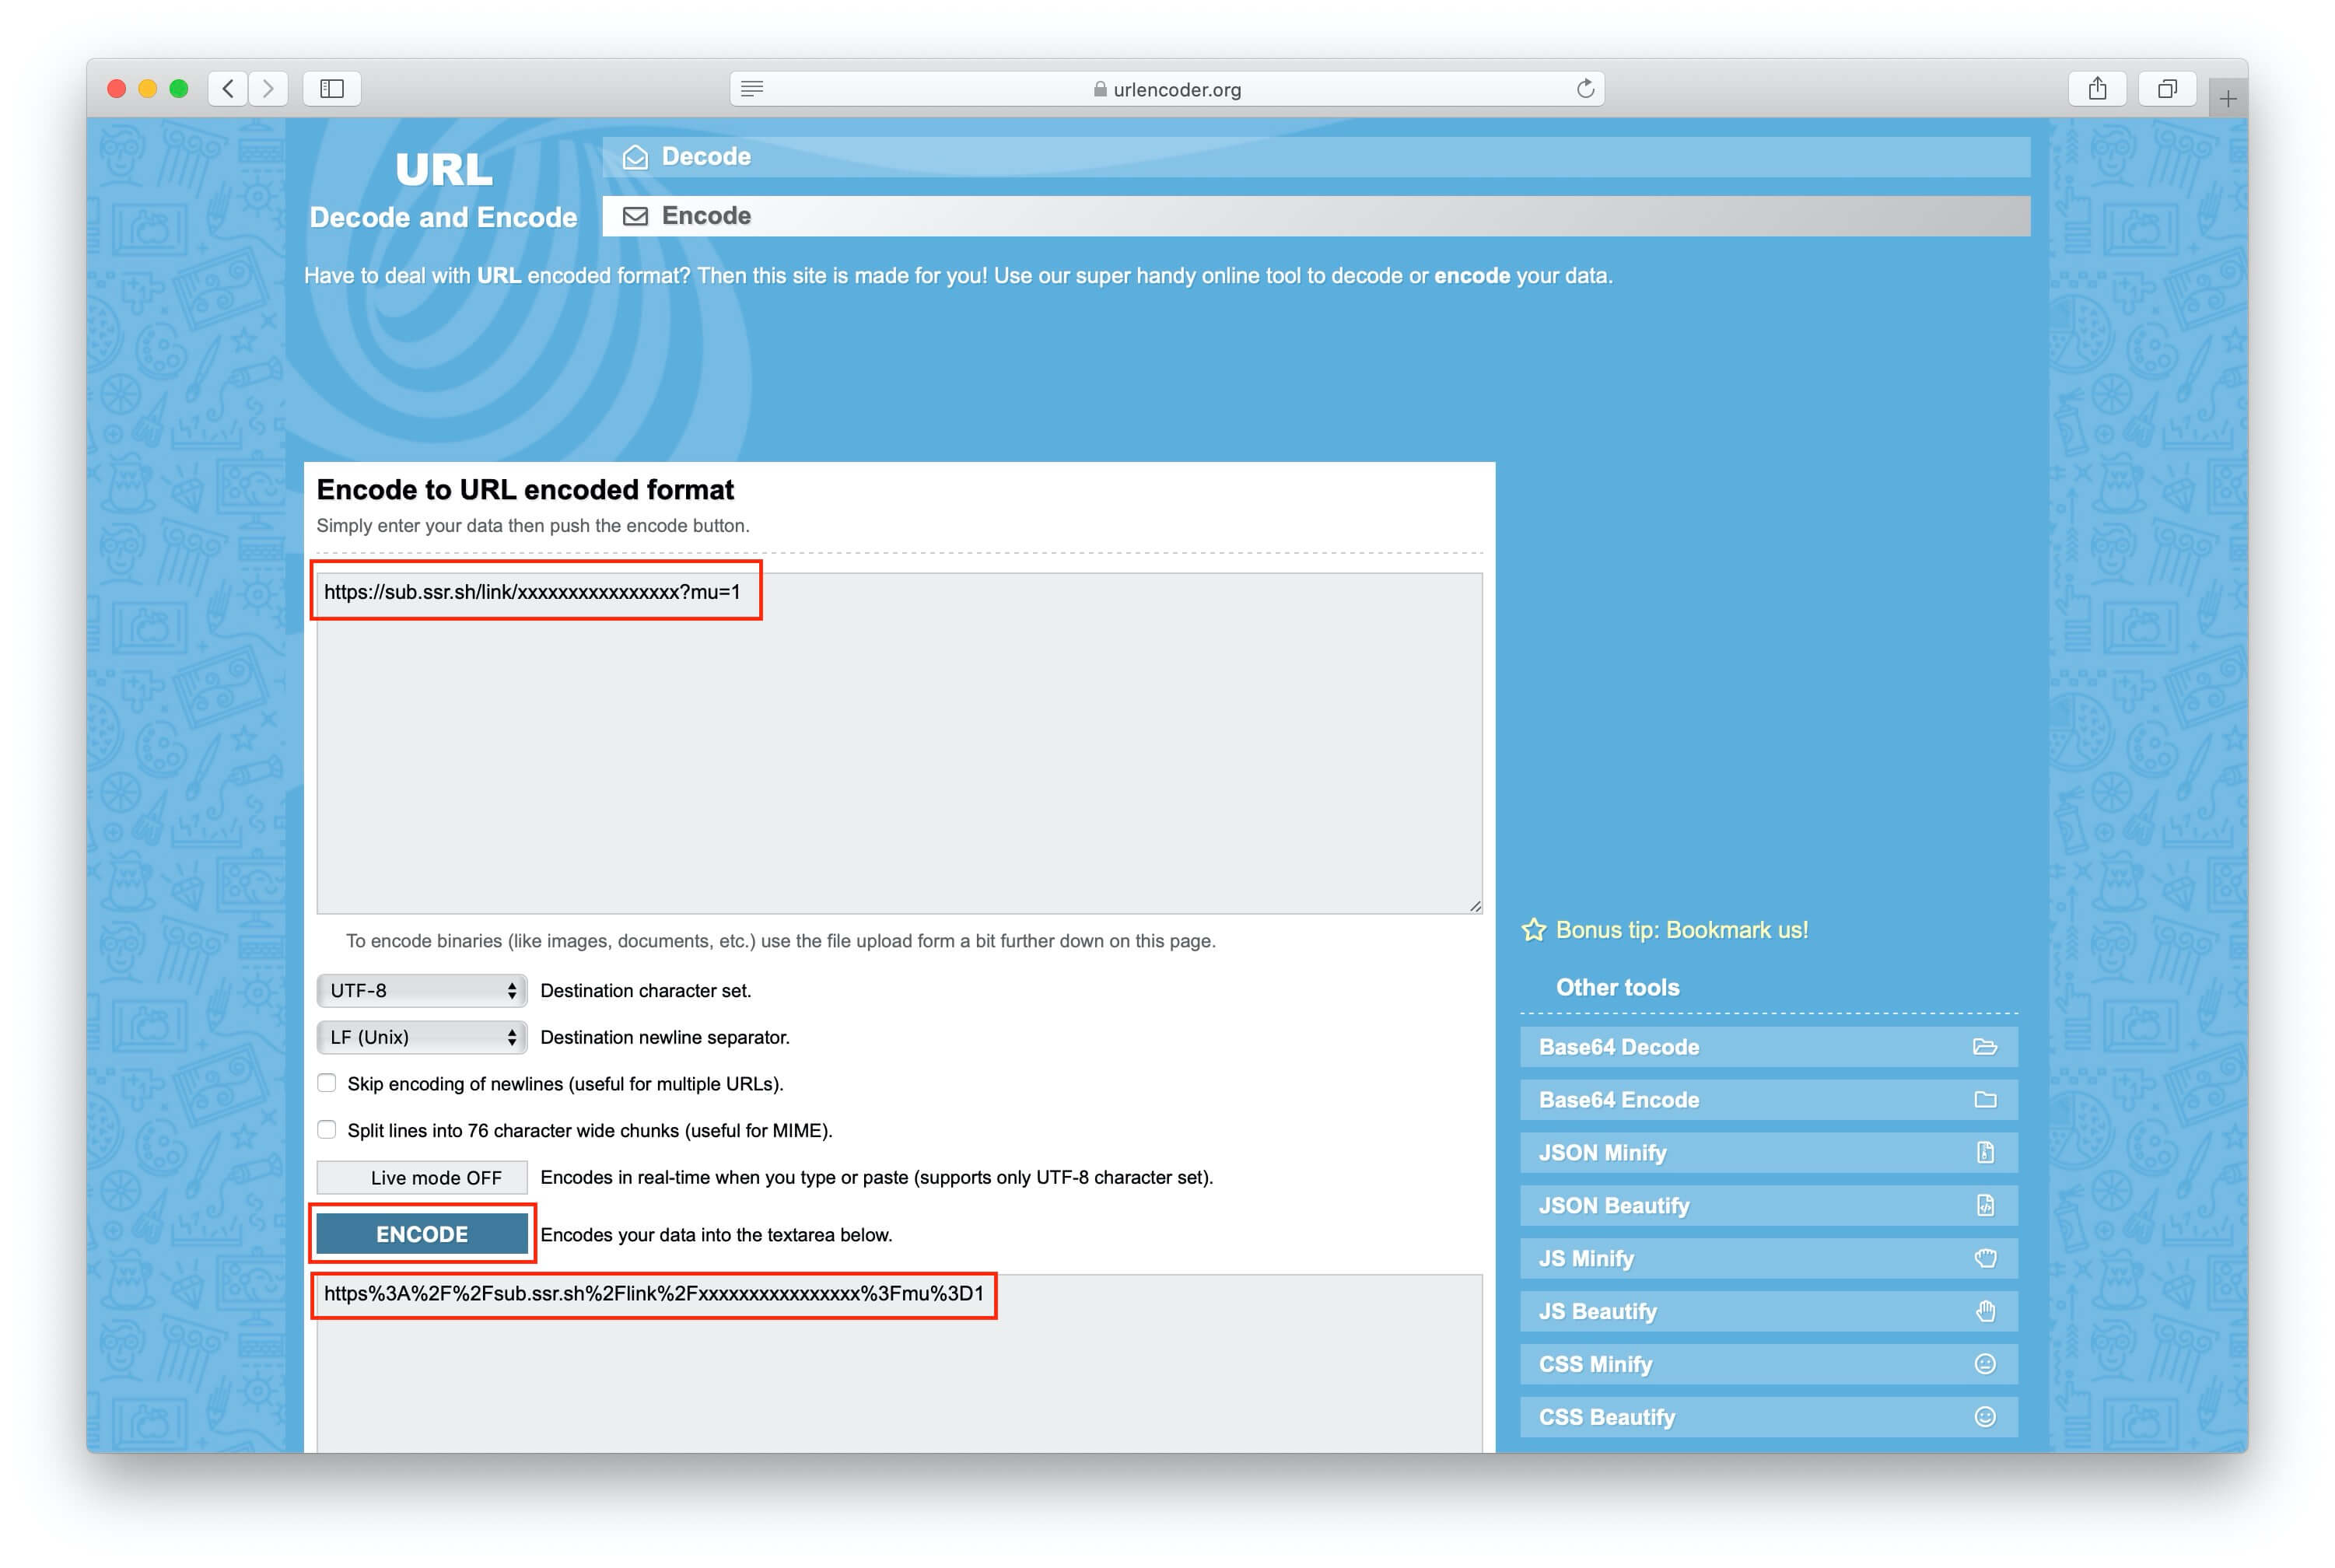 urlencoder.org
URL
Decode and Encode
Decode
Encode
Have to deal with URL encoded format? Then this site is made for you! Use our super handy online tool to decode or encode your data.
Encode to URL encoded format
Simply enter your data then push the encode button.
https://sub.ssr.sh/link/xxxxxxxxxxxxxxxx?mu=1
To encode binaries (like images, documents, etc.) use the file upload form a bit further down on this page.
UTF-8 Destination character set.
LF (Unix) Destination newline separator.
Skip encoding of newlines (useful for multiple URLs).
Split lines into 76 character wide chunks (useful for MIME).
Live mode OFF Encodes in real-time when you type or paste (supports only UTF-8 character set).
ENCODE Encodes your data into the textarea below.
https%3A%2F%2Fsub.ssr.sh%2Flink%2Fxxxxxxxxxxxxxxxx%3Fmu%3D1
Bonus tip: Bookmark us!
Other tools
Base64 Decode
Base64 Encode
JSON Minify
JSON Beautify
JS Minify
JS Beautify
CSS Minify
CSS Beautify